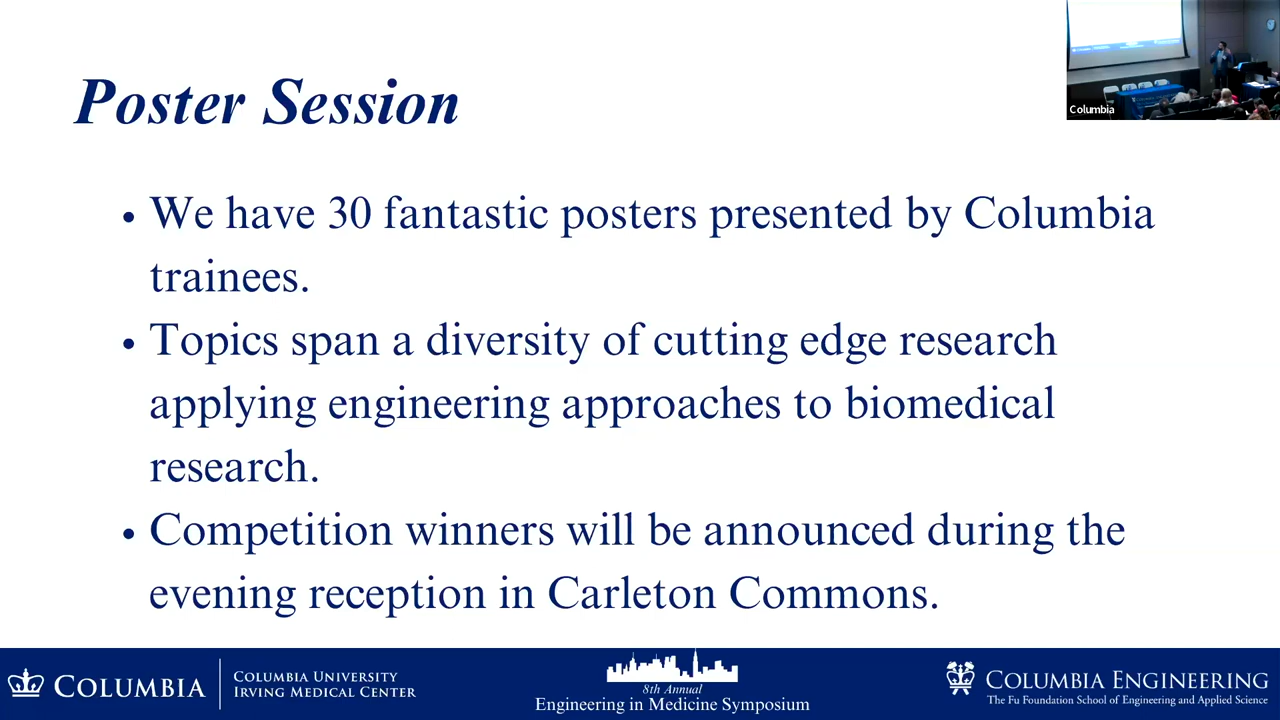 Poster Session
Columbia
• We have 30 fantastic posters presented by Columbia
trainees.
• Topics span a diversity of cutting edge research
applying engineering approaches to biomedical
research.
• Competition winners will be announced during the
evening reception in Carleton Commons.
COLUMBIA
COLUMBIA UNIVERSITY
IRVING MEDICAL CENTER
8th Annual
Engineering in Medicine Symposium
COLUMBIA ENGINEERING
The Fu Foundation School of Engineering and Applied Science